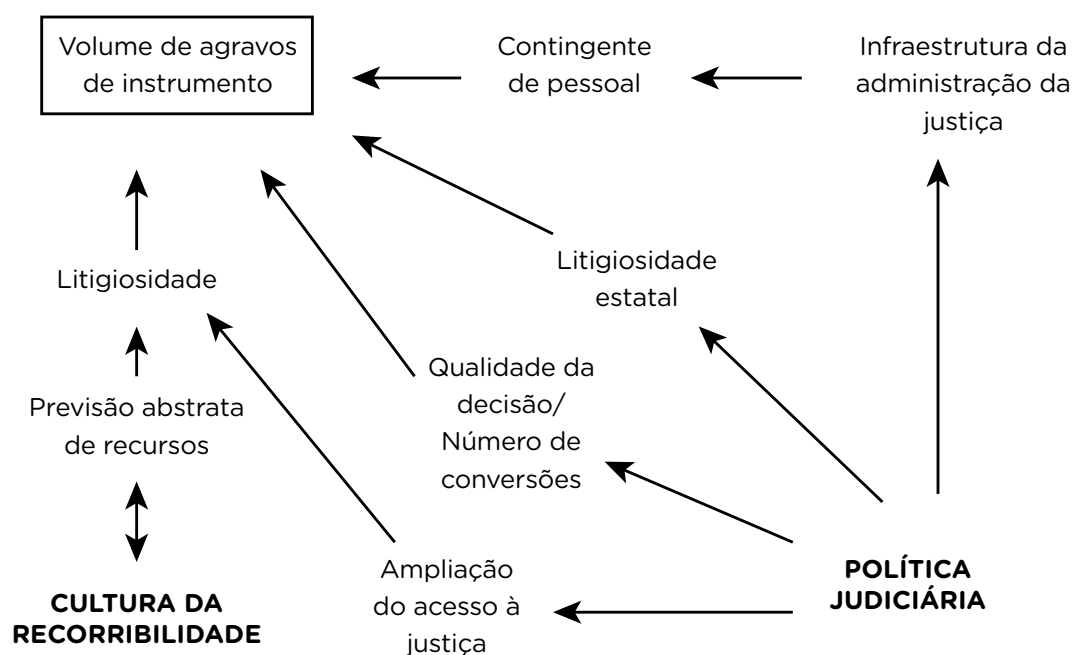 Volume de agravos
de instrumento
Contingente
de pessoal
Infraestrutura da
administração da
justiça
Litigiosidade
Litigiosidade
estatal
Previsão abstrata
de recursos
Qualidade da
decisão/
Número de
conversões
CULTURA DA
RECORRIBILIDADE
Ampliação
do acesso à
justiça
POLÍTICA
JUDICIÁRIA